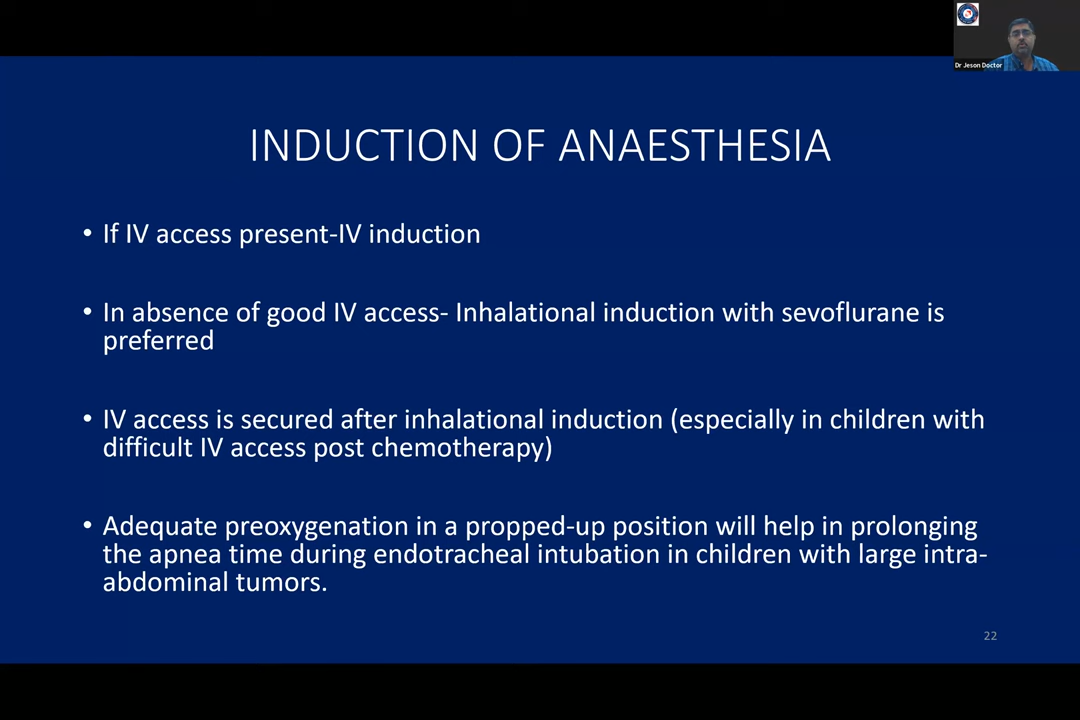 Dr Jeson Doctor
INDUCTION OF ANAESTHESIA
• If IV access present-IV induction
• In absence of good IV access- Inhalational induction with sevoflurane is
preferred
• IV access is secured after inhalational induction (especially in children with
difficult IV access post chemotherapy)
• Adequate preoxygenation in a propped-up position will help in prolonging
the apnea time during endotracheal intubation in children with large intra-
abdominal tumors.
22